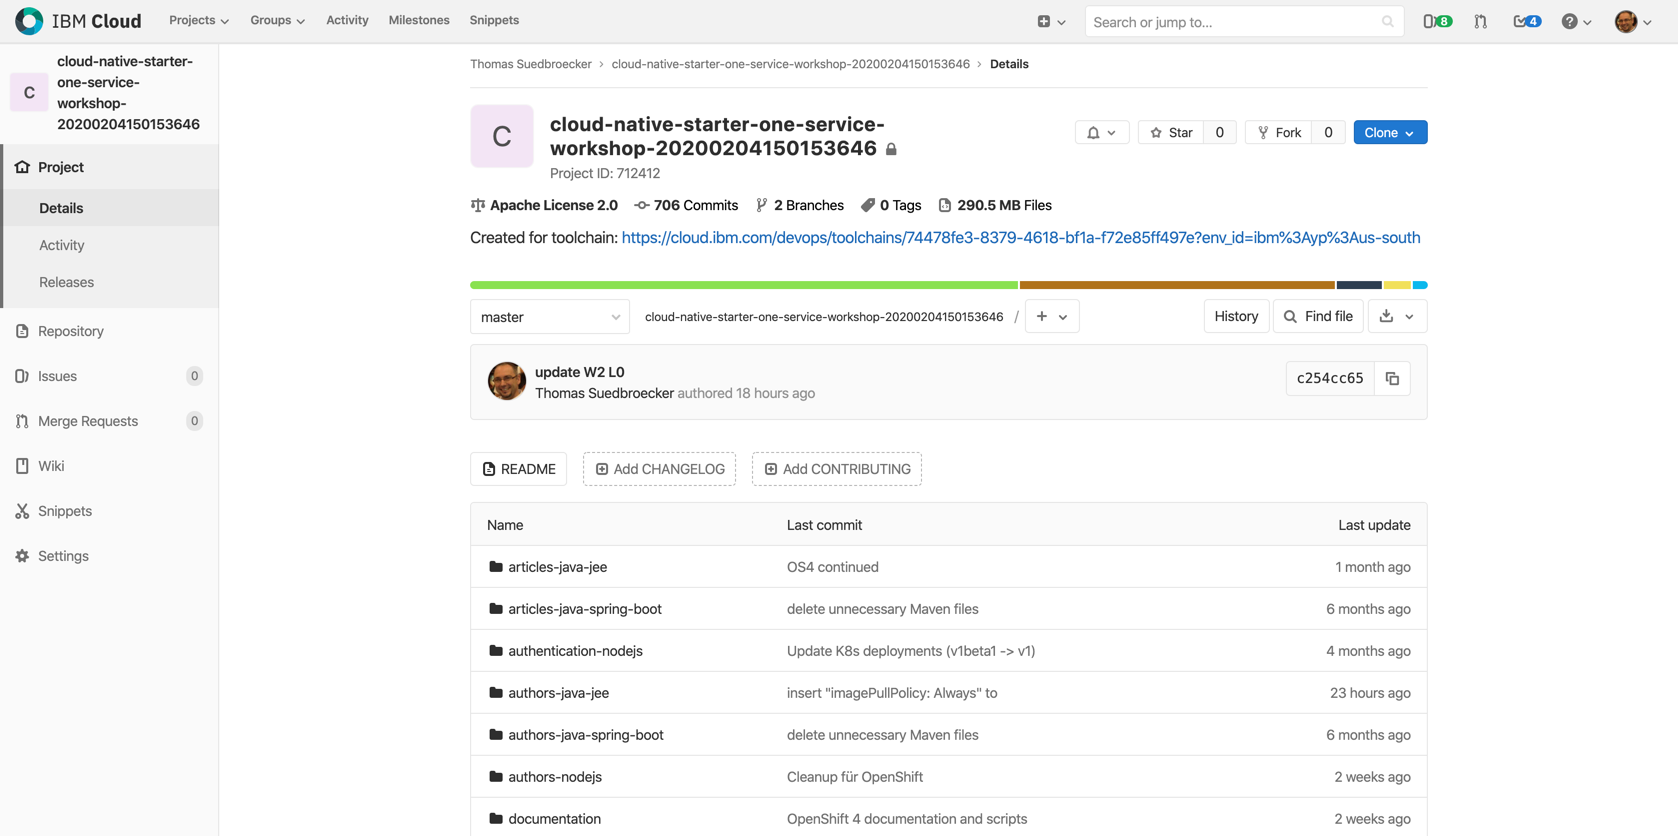 IBM Cloud
Projects
Groups
Activity
Milestones
Snippets
Search or jump to...
8
4
?
cloud-native-starter-
one-service-
workshop-
20200204150153646
C
Project
Details
Activity
Releases
Repository
Issues 0
Merge Requests 0
Wiki
Snippets
Settings
Thomas Suedbroecker › cloud-native-starter-one-service-workshop-20200204150153646 › Details
C
cloud-native-starter-one-service-
workshop-20200204150153646
Project ID: 712412
Star 0
Fork 0
Clone
Apache License 2.0 706 Commits 2 Branches 0 Tags 290.5 MB Files
Created for toolchain: https://cloud.ibm.com/devops/toolchains/74478fe3-8379-4618-bf1a-f72e85ff497e?env_id=ibm%3Ayp%3Aus-south
master
cloud-native-starter-one-service-workshop-20200204150153646 / +
History
Find file
update W2 L0
Thomas Suedbroecker authored 18 hours ago
c254cc65
README
Add CHANGELOG
Add CONTRIBUTING
Name Last commit Last update
articles-java-jee OS4 continued 1 month ago
articles-java-spring-boot delete unnecessary Maven files 6 months ago
authentication-nodejs Update K8s deployments (v1beta1 -> v1) 4 months ago
authors-java-jee insert "imagePullPolicy: Always" to 23 hours ago
authors-java-spring-boot delete unnecessary Maven files 6 months ago
authors-nodejs Cleanup für OpenShift 2 weeks ago
documentation OpenShift 4 documentation and scripts 2 weeks ago